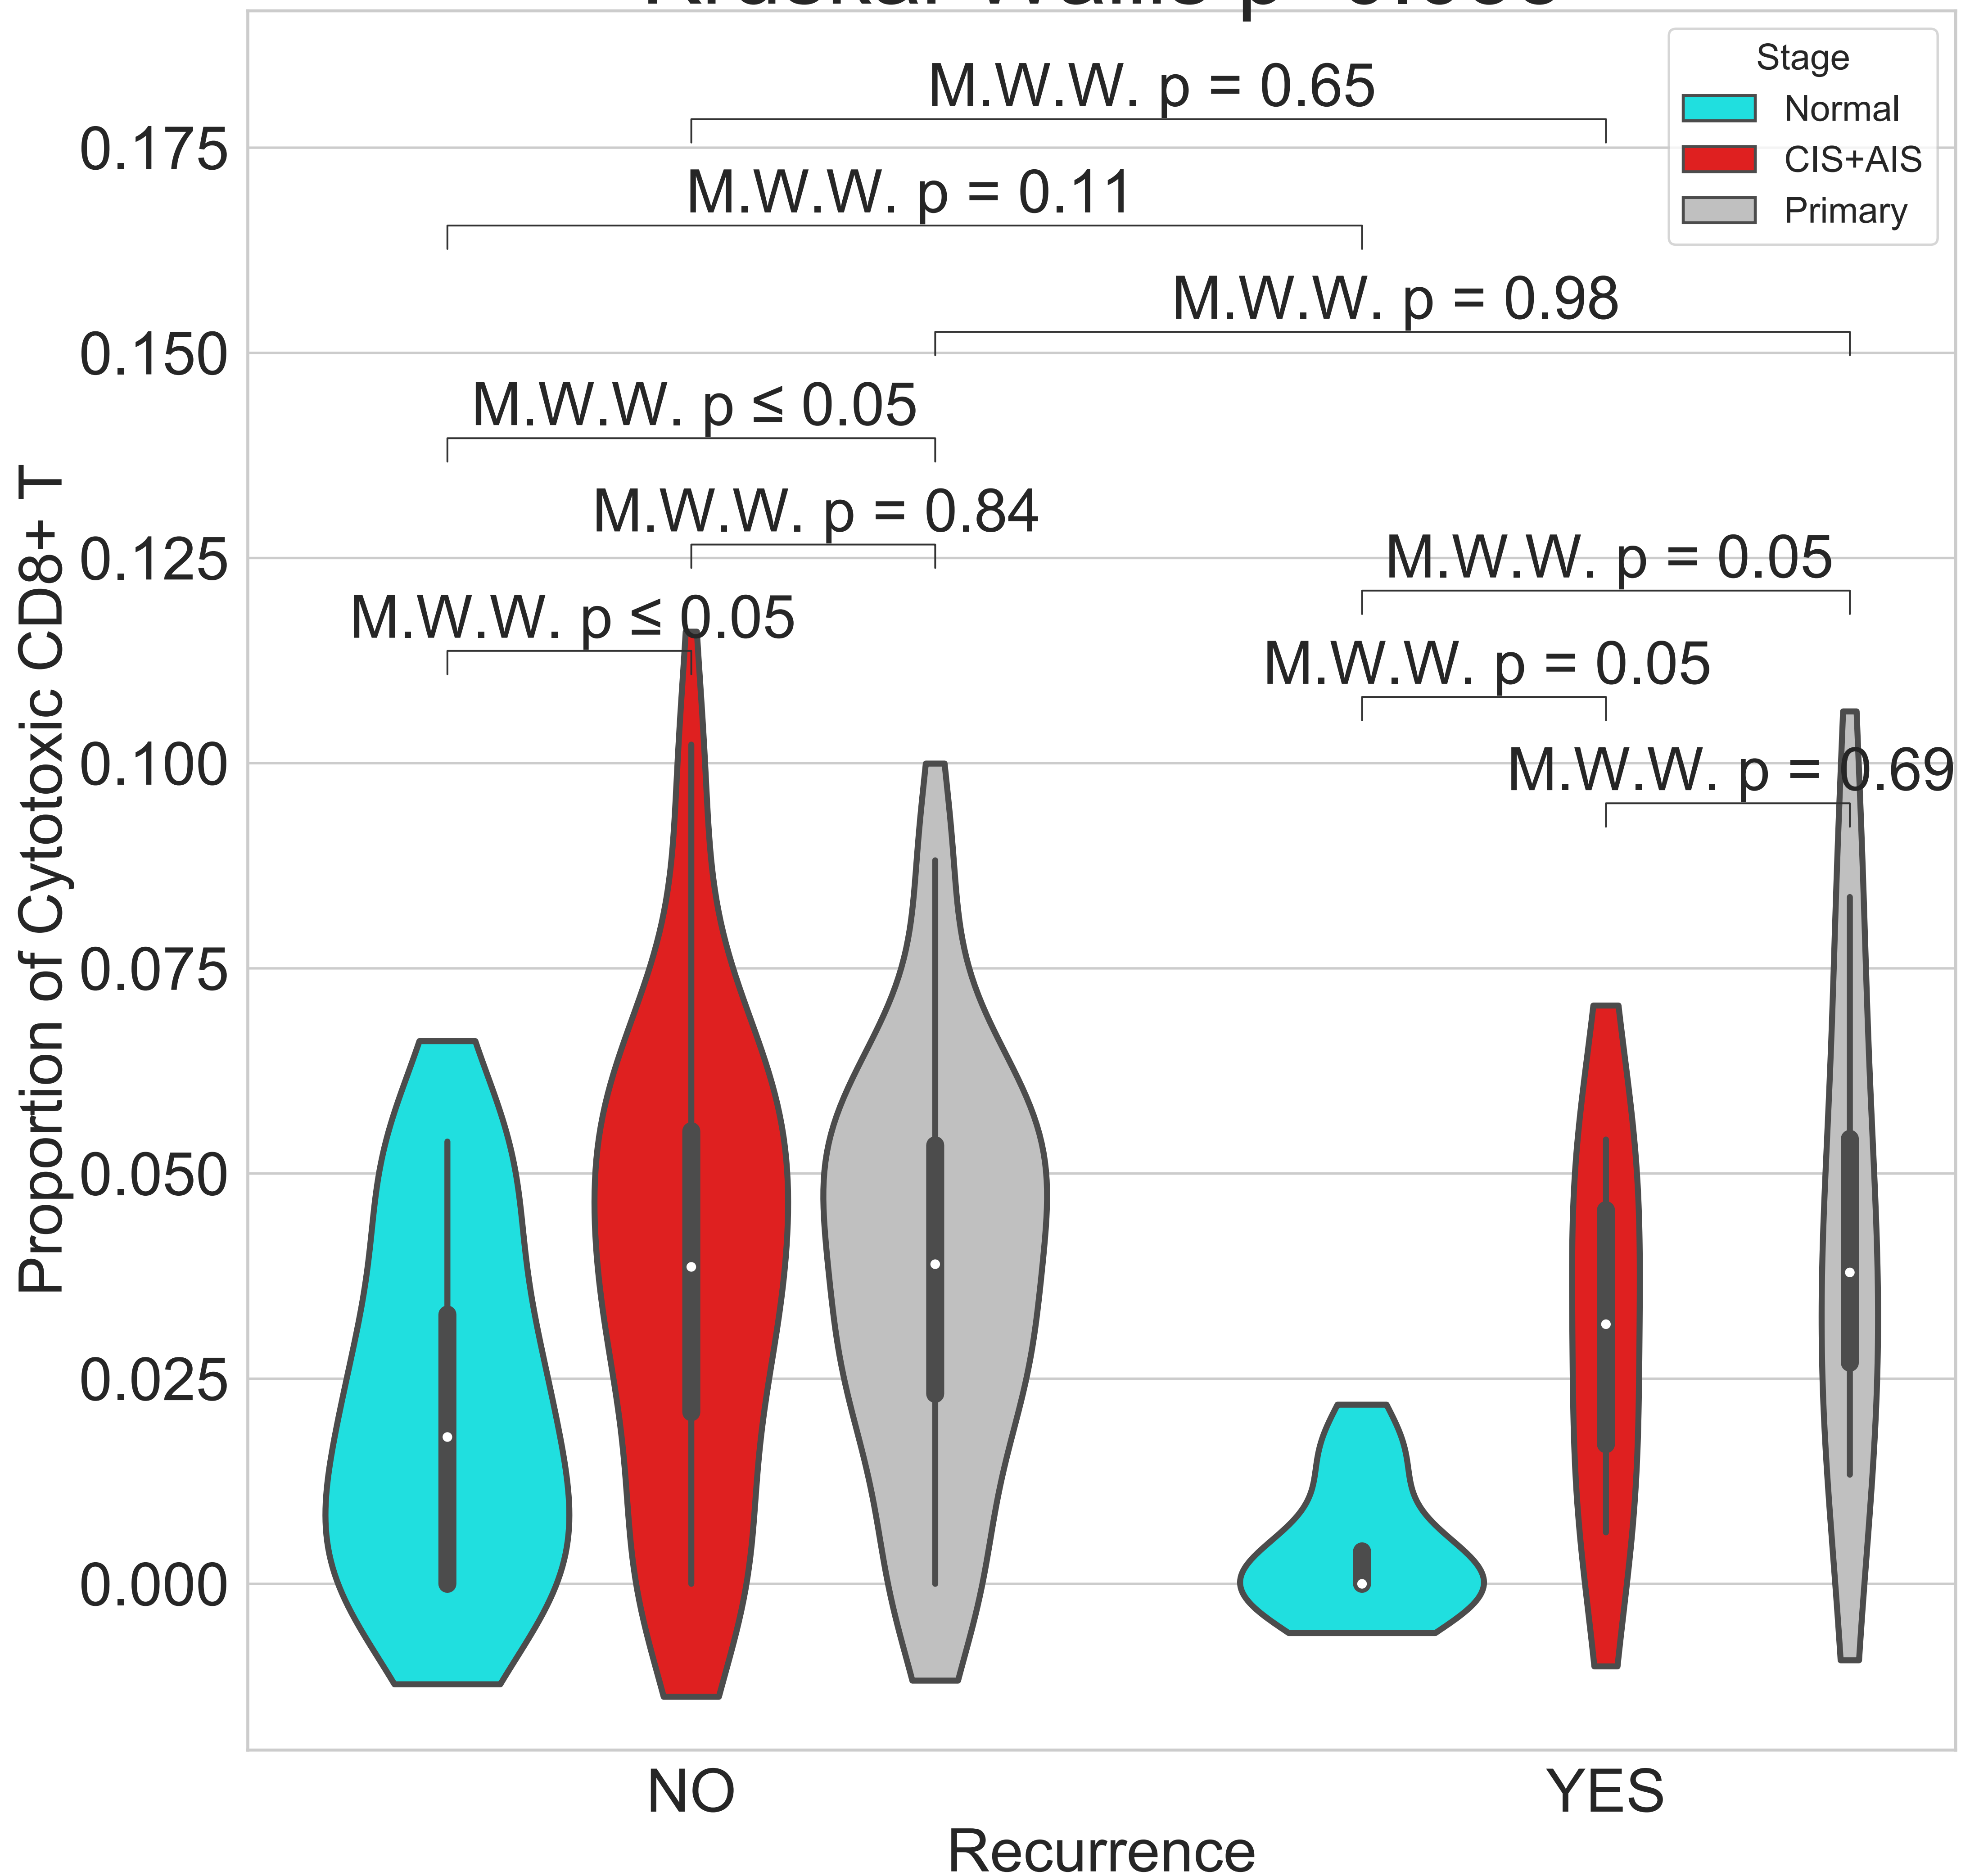 Stage
Normal
CIS+AIS
Primary
M.W.W. p = 0.65
M.W.W. p = 0.11
M.W.W. p = 0.98
M.W.W. p ≤ 0.05
M.W.W. p = 0.84
M.W.W. p ≤ 0.05
M.W.W. p = 0.05
M.W.W. p = 0.05
M.W.W. p = 0.69
Proportion of Cytotoxic CD8+ T
0.175
0.150
0.125
0.100
0.075
0.050
0.025
0.000
NO
YES
Recurrence